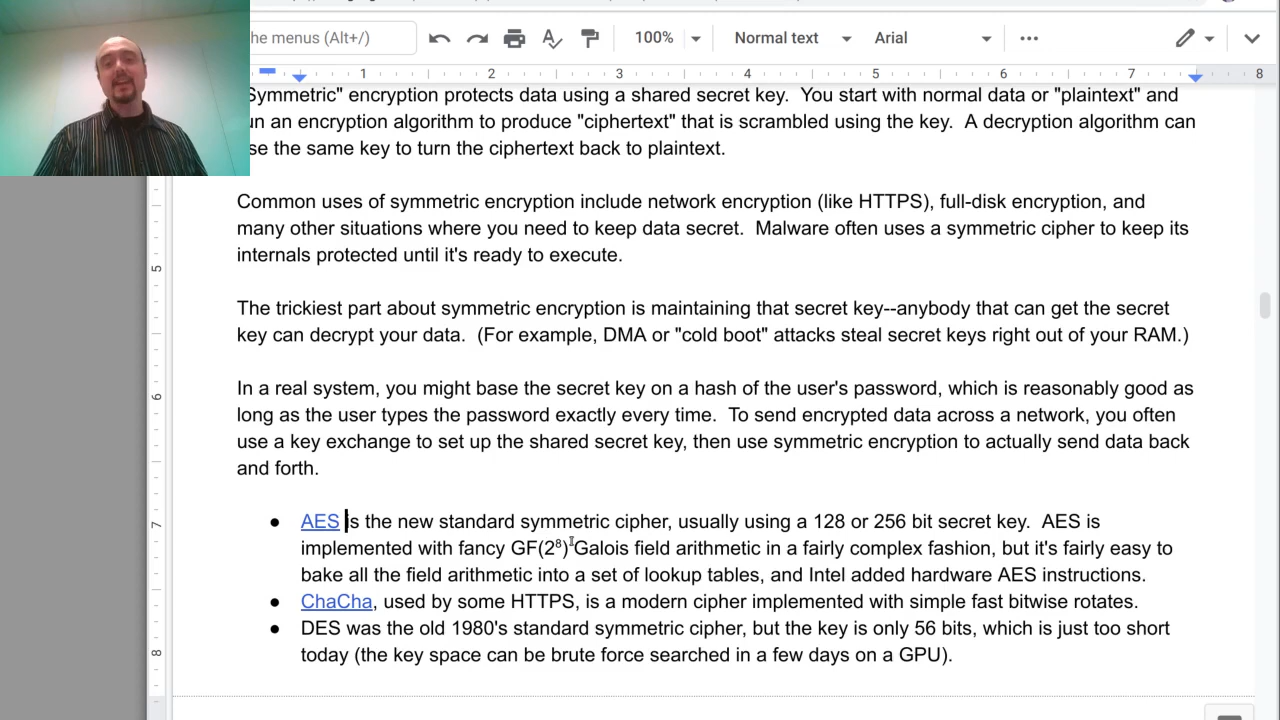 he menus (Alt+/)
100%
Normal text
Arial
1 2 3 4 5 6 7 8
Symmetric" encryption protects data using a shared secret key. You start with normal data or "plaintext" and
un an encryption algorithm to produce "ciphertext" that is scrambled using the key. A decryption algorithm can
se the same key to turn the ciphertext back to plaintext.
Common uses of symmetric encryption include network encryption (like HTTPS), full-disk encryption, and
many other situations where you need to keep data secret. Malware often uses a symmetric cipher to keep its
internals protected until it's ready to execute.
5
The trickiest part about symmetric encryption is maintaining that secret key--anybody that can get the secret
key can decrypt your data. (For example, DMA or "cold boot" attacks steal secret keys right out of your RAM.)
In a real system, you might base the secret key on a hash of the user's password, which is reasonably good as
6
long as the user types the password exactly every time. To send encrypted data across a network, you often
use a key exchange to set up the shared secret key, then use symmetric encryption to actually send data back
and forth.
7
● AES is the new standard symmetric cipher, usually using a 128 or 256 bit secret key. AES is
implemented with fancy GF(2⁸) Galois field arithmetic in a fairly complex fashion, but it's fairly easy to
bake all the field arithmetic into a set of lookup tables, and Intel added hardware AES instructions.
● ChaCha, used by some HTTPS, is a modern cipher implemented with simple fast bitwise rotates.
● DES was the old 1980's standard symmetric cipher, but the key is only 56 bits, which is just too short
8
today (the key space can be brute force searched in a few days on a GPU).